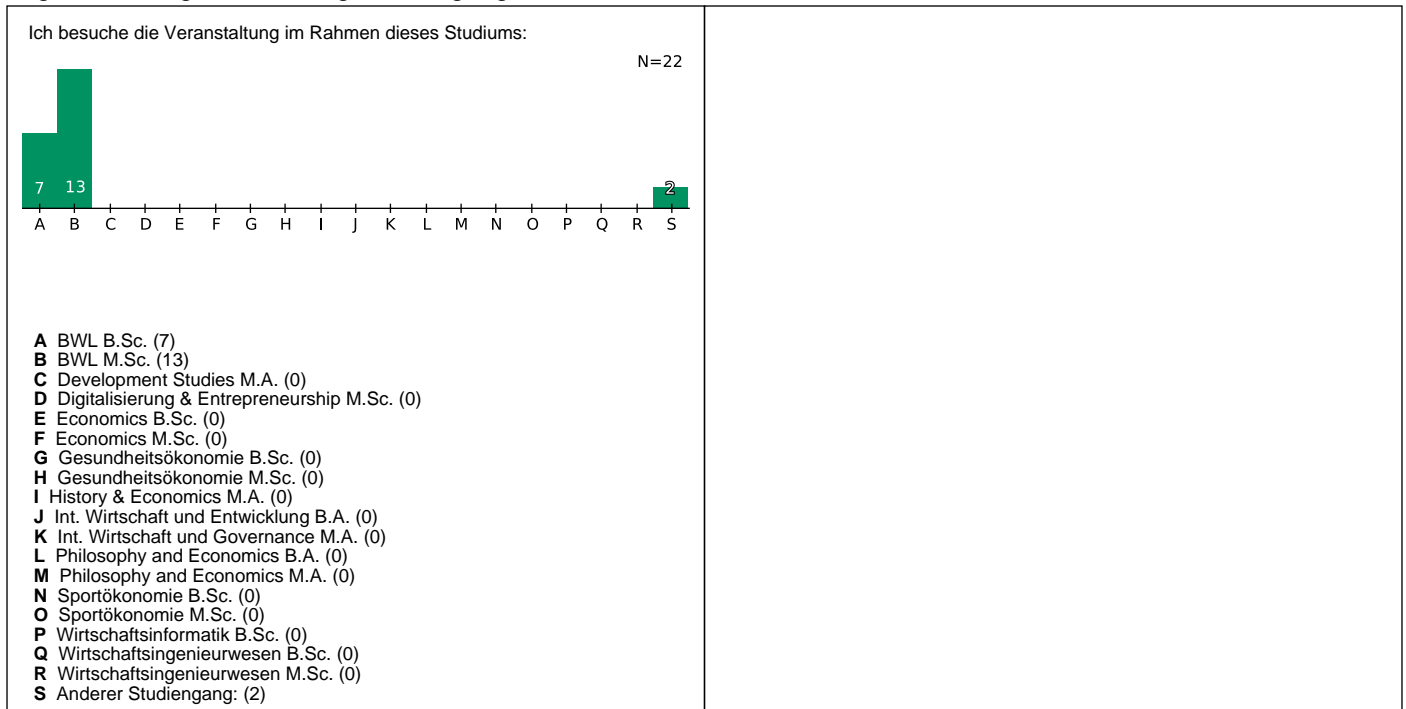 Ich besuche die Veranstaltung im Rahmen dieses Studiums:
N=22
7 13 2
A B C D E F G H I J K L M N O P Q R S
A BWL B.Sc. (7)
B BWL M.Sc. (13)
C Development Studies M.A. (0)
D Digitalisierung & Entrepreneurship M.Sc. (0)
E Economics B.Sc. (0)
F Economics M.Sc. (0)
G Gesundheitsökonomie B.Sc. (0)
H Gesundheitsökonomie M.Sc. (0)
I History & Economics M.A. (0)
J Int. Wirtschaft und Entwicklung B.A. (0)
K Int. Wirtschaft und Governance M.A. (0)
L Philosophy and Economics B.A. (0)
M Philosophy and Economics M.A. (0)
N Sportökonomie B.Sc. (0)
O Sportökonomie M.Sc. (0)
P Wirtschaftsinformatik B.Sc. (0)
Q Wirtschaftsingenieurwesen B.Sc. (0)
R Wirtschaftsingenieurwesen M.Sc. (0)
S Anderer Studiengang: (2)